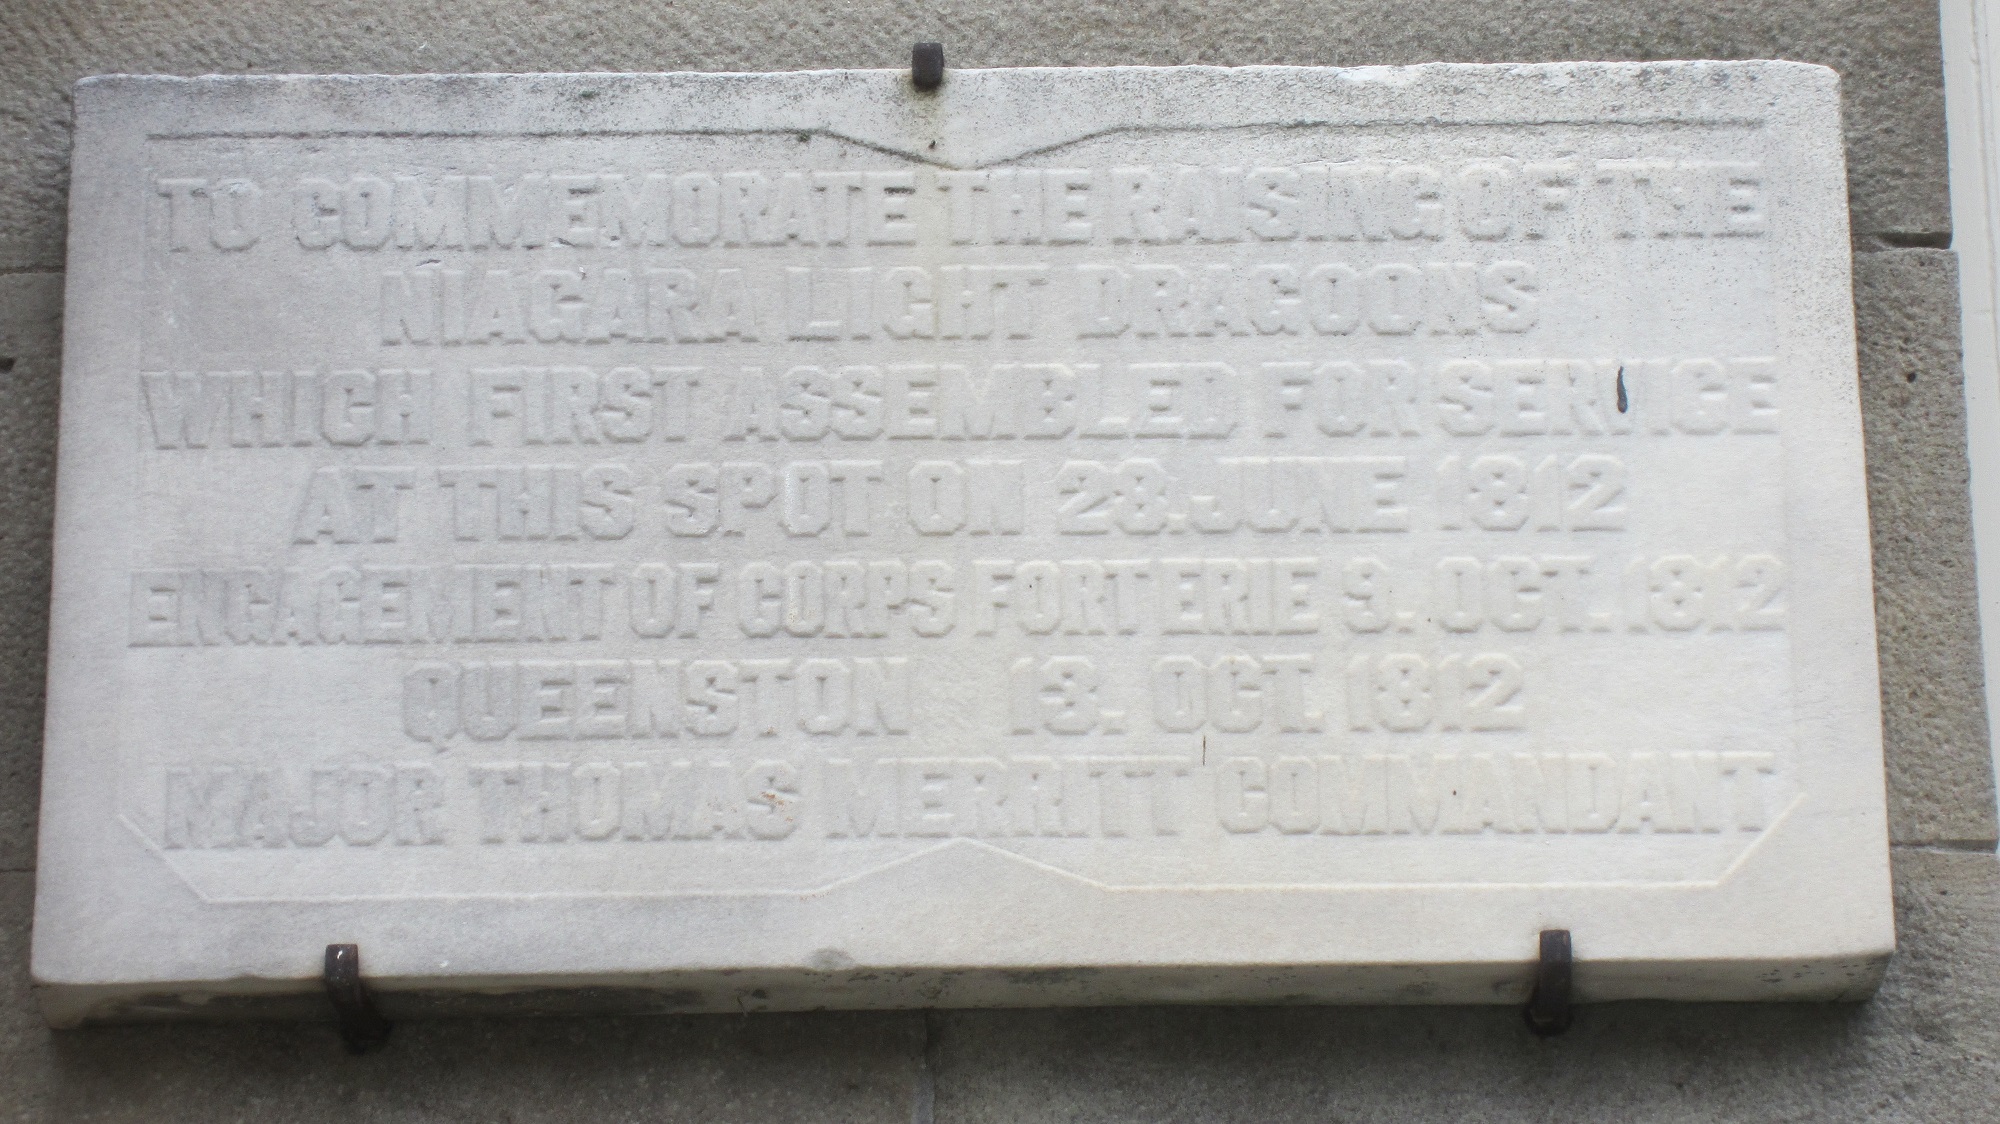 TO COMMEMORATE THE RAISING OF THE
NIAGARA LIGHT DRAGOONS
WHICH FIRST ASSEMBLED FOR SERVICE
AT THIS SPOT ON 28. JUNE 1812
ENGAGEMENT OF CORPS FORT ERIE 9. OCT. 1812
QUEENSTON 13. OCT. 1812
MAJOR THOMAS MERRITT COMMANDANT